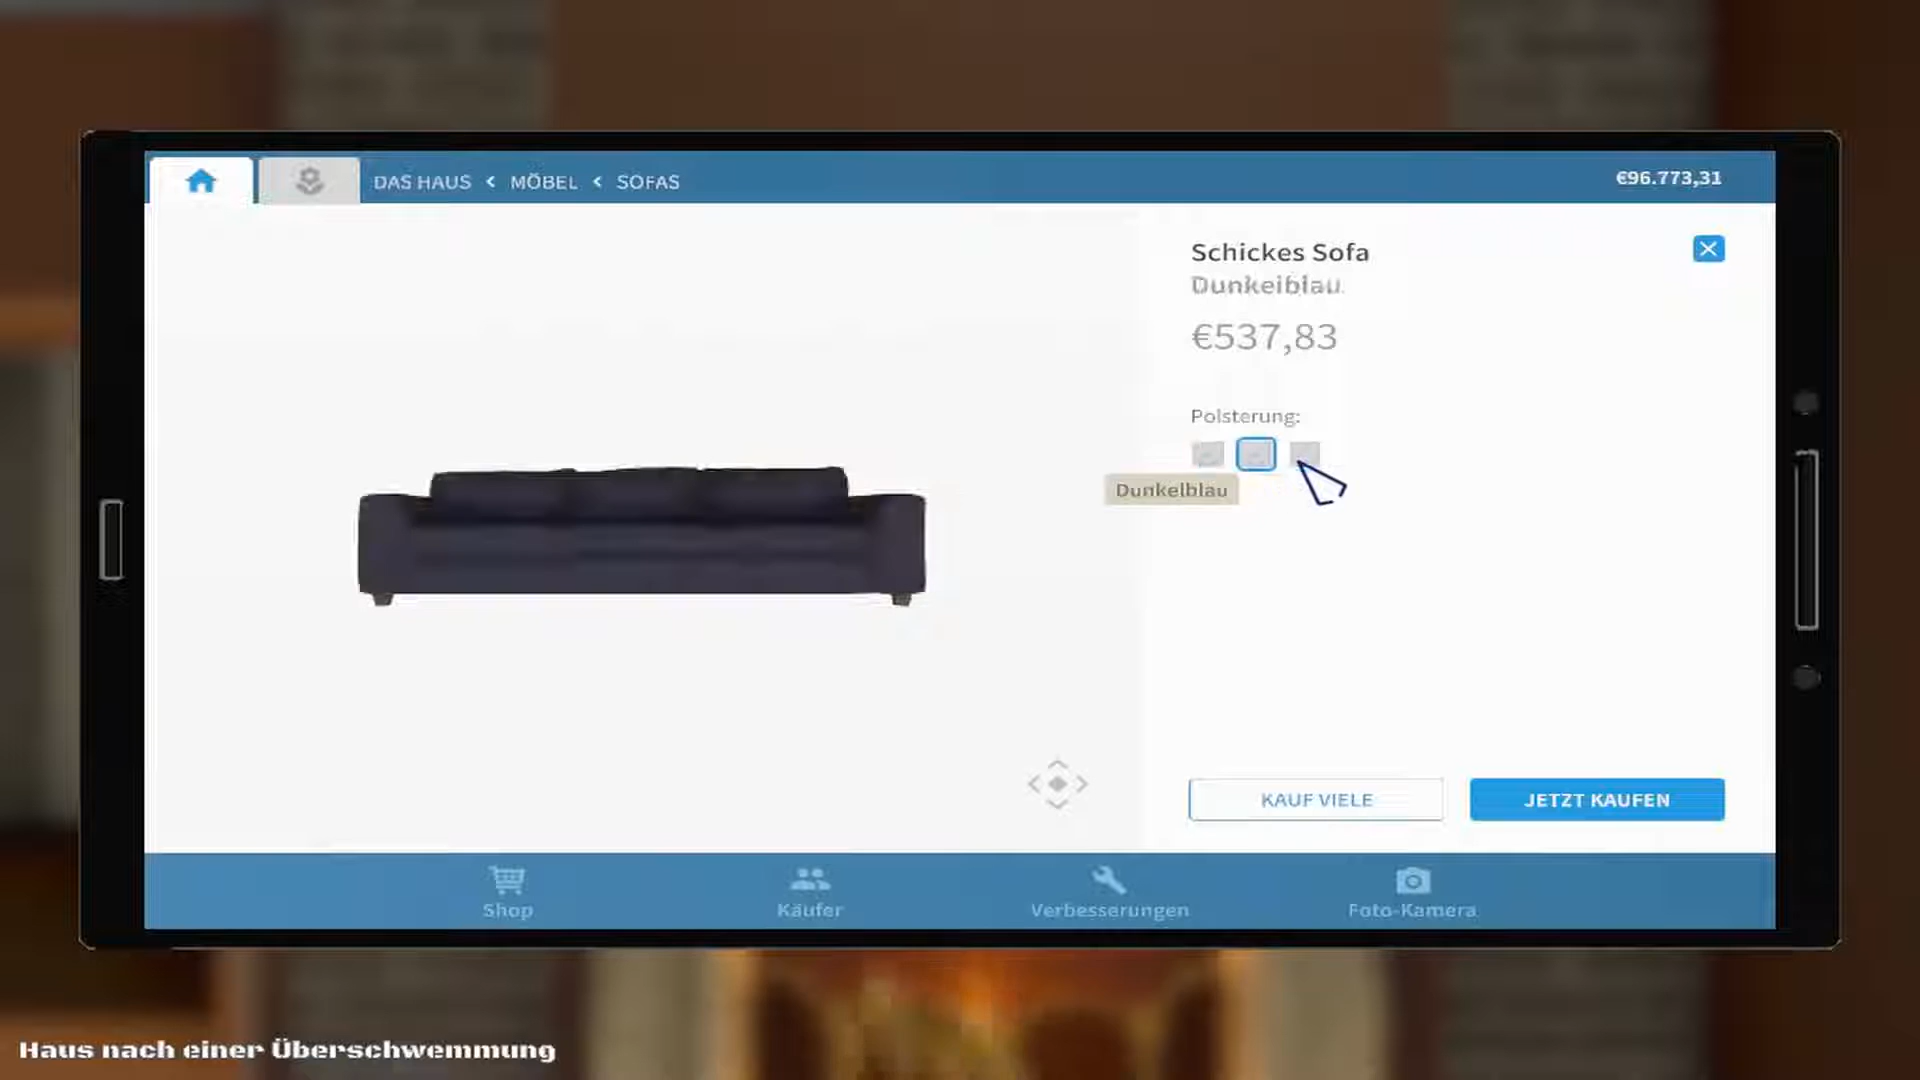 DAS HAUS < MÖBEL < SOFAS
€96.773,31
Schickes Sofa
Dunkelblau
€537,83
Polsterung:
Dunkelblau
KAUF VIELE
JETZT KAUFEN
Shop
Käufer
Verbesserungen
Foto-Kamera
Haus nach einer Überschwemmung